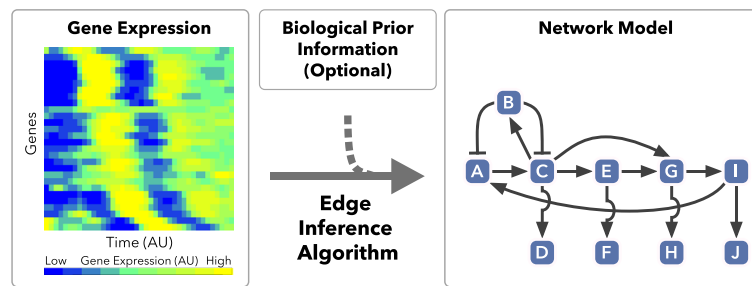 Gene Expression
Genes
Time (AU)
Low Gene Expression (AU) High
Biological Prior
Information
(Optional)
Edge
Inference
Algorithm
Network Model
B
A C E G I
D F H J